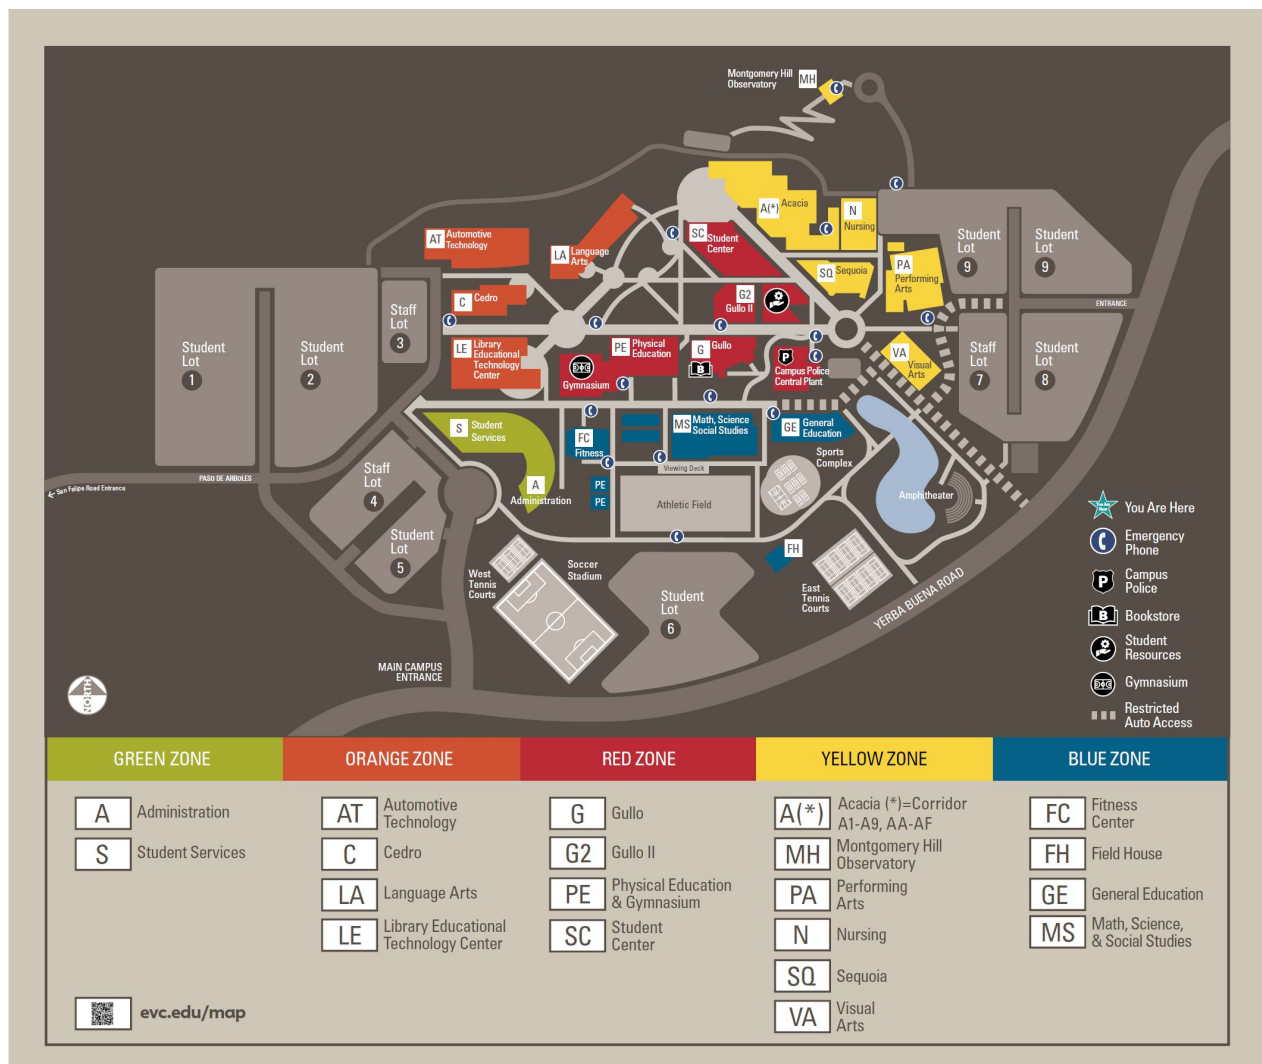 Montgomery Hill
Observatory
MH
A(*)
Acacia
N
Nursing
SC
Student
Center
AT
Automotive
Technology
LA
Language
Arts
SQ
Sequoia
PA
Performing
Arts
Student
Lot
9
Student
Lot
9
ENTRANCE
C
Cedro
G2
Gullo II
Staff
Lot
3
Student
Lot
1
Student
Lot
2
LE
Library
Educational
Technology
Center
PE
Physical
Education
Gymnasium
G
Gullo
B
P
Campus Police
Central Plant
VA
Visual
Arts
Staff
Lot
7
Student
Lot
8
S
Student
Services
FC
Fitness
MS
Math, Science
Social Studies
GE
General
Education
Sports
Complex
Viewing Deck
PE
PE
Athletic Field
A
Administration
Amphitheater
PASO DE ARBOLES
San Felipe Road Entrance
Staff
Lot
4
Student
Lot
5
FH
West
Tennis
Courts
Soccer
Stadium
Student
Lot
6
East
Tennis
Courts
YERBA BUENA ROAD
MAIN CAMPUS
ENTRANCE
NORTH
You Are
Here
You Are Here
Emergency
Phone
P
Campus
Police
B
Bookstore
Student
Resources
Gymnasium
Restricted
Auto Access
GREEN ZONE
A
Administration
S
Student Services
evc.edu/map
ORANGE ZONE
AT
Automotive
Technology
C
Cedro
LA
Language Arts
LE
Library Educational
Technology Center
RED ZONE
G
Gullo
G2
Gullo II
PE
Physical Education
& Gymnasium
SC
Student
Center
YELLOW ZONE
A(*)
Acacia (*)=Corridor
A1-A9, AA-AF
MH
Montgomery Hill
Observatory
PA
Performing
Arts
N
Nursing
SQ
Sequoia
VA
Visual
Arts
BLUE ZONE
FC
Fitness
Center
FH
Field House
GE
General Education
MS
Math, Science,
& Social Studies